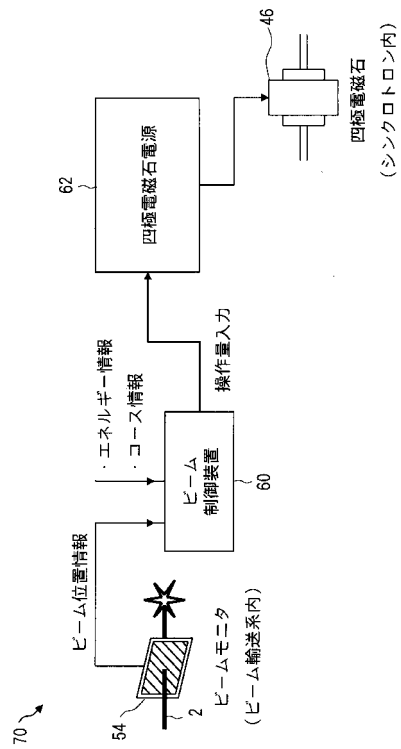 70
54
2
ビームモニタ
（ビーム輸送系内）
ビーム位置情報
・エネルギー情報
・コース情報
ビーム
制御装置
60
操作量入力
62
四極電磁石電源
46
四極電磁石
（シンクロトロン内）